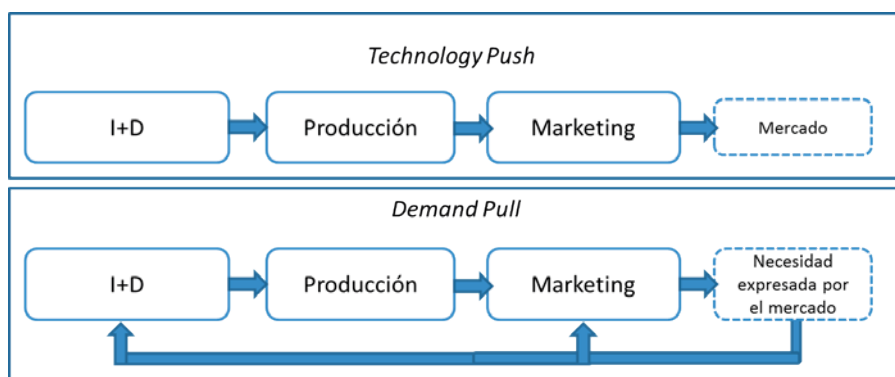 Technology Push
I+D
Producción
Marketing
Mercado
Demand Pull
I+D
Producción
Marketing
Necesidad
expresada por
el mercado